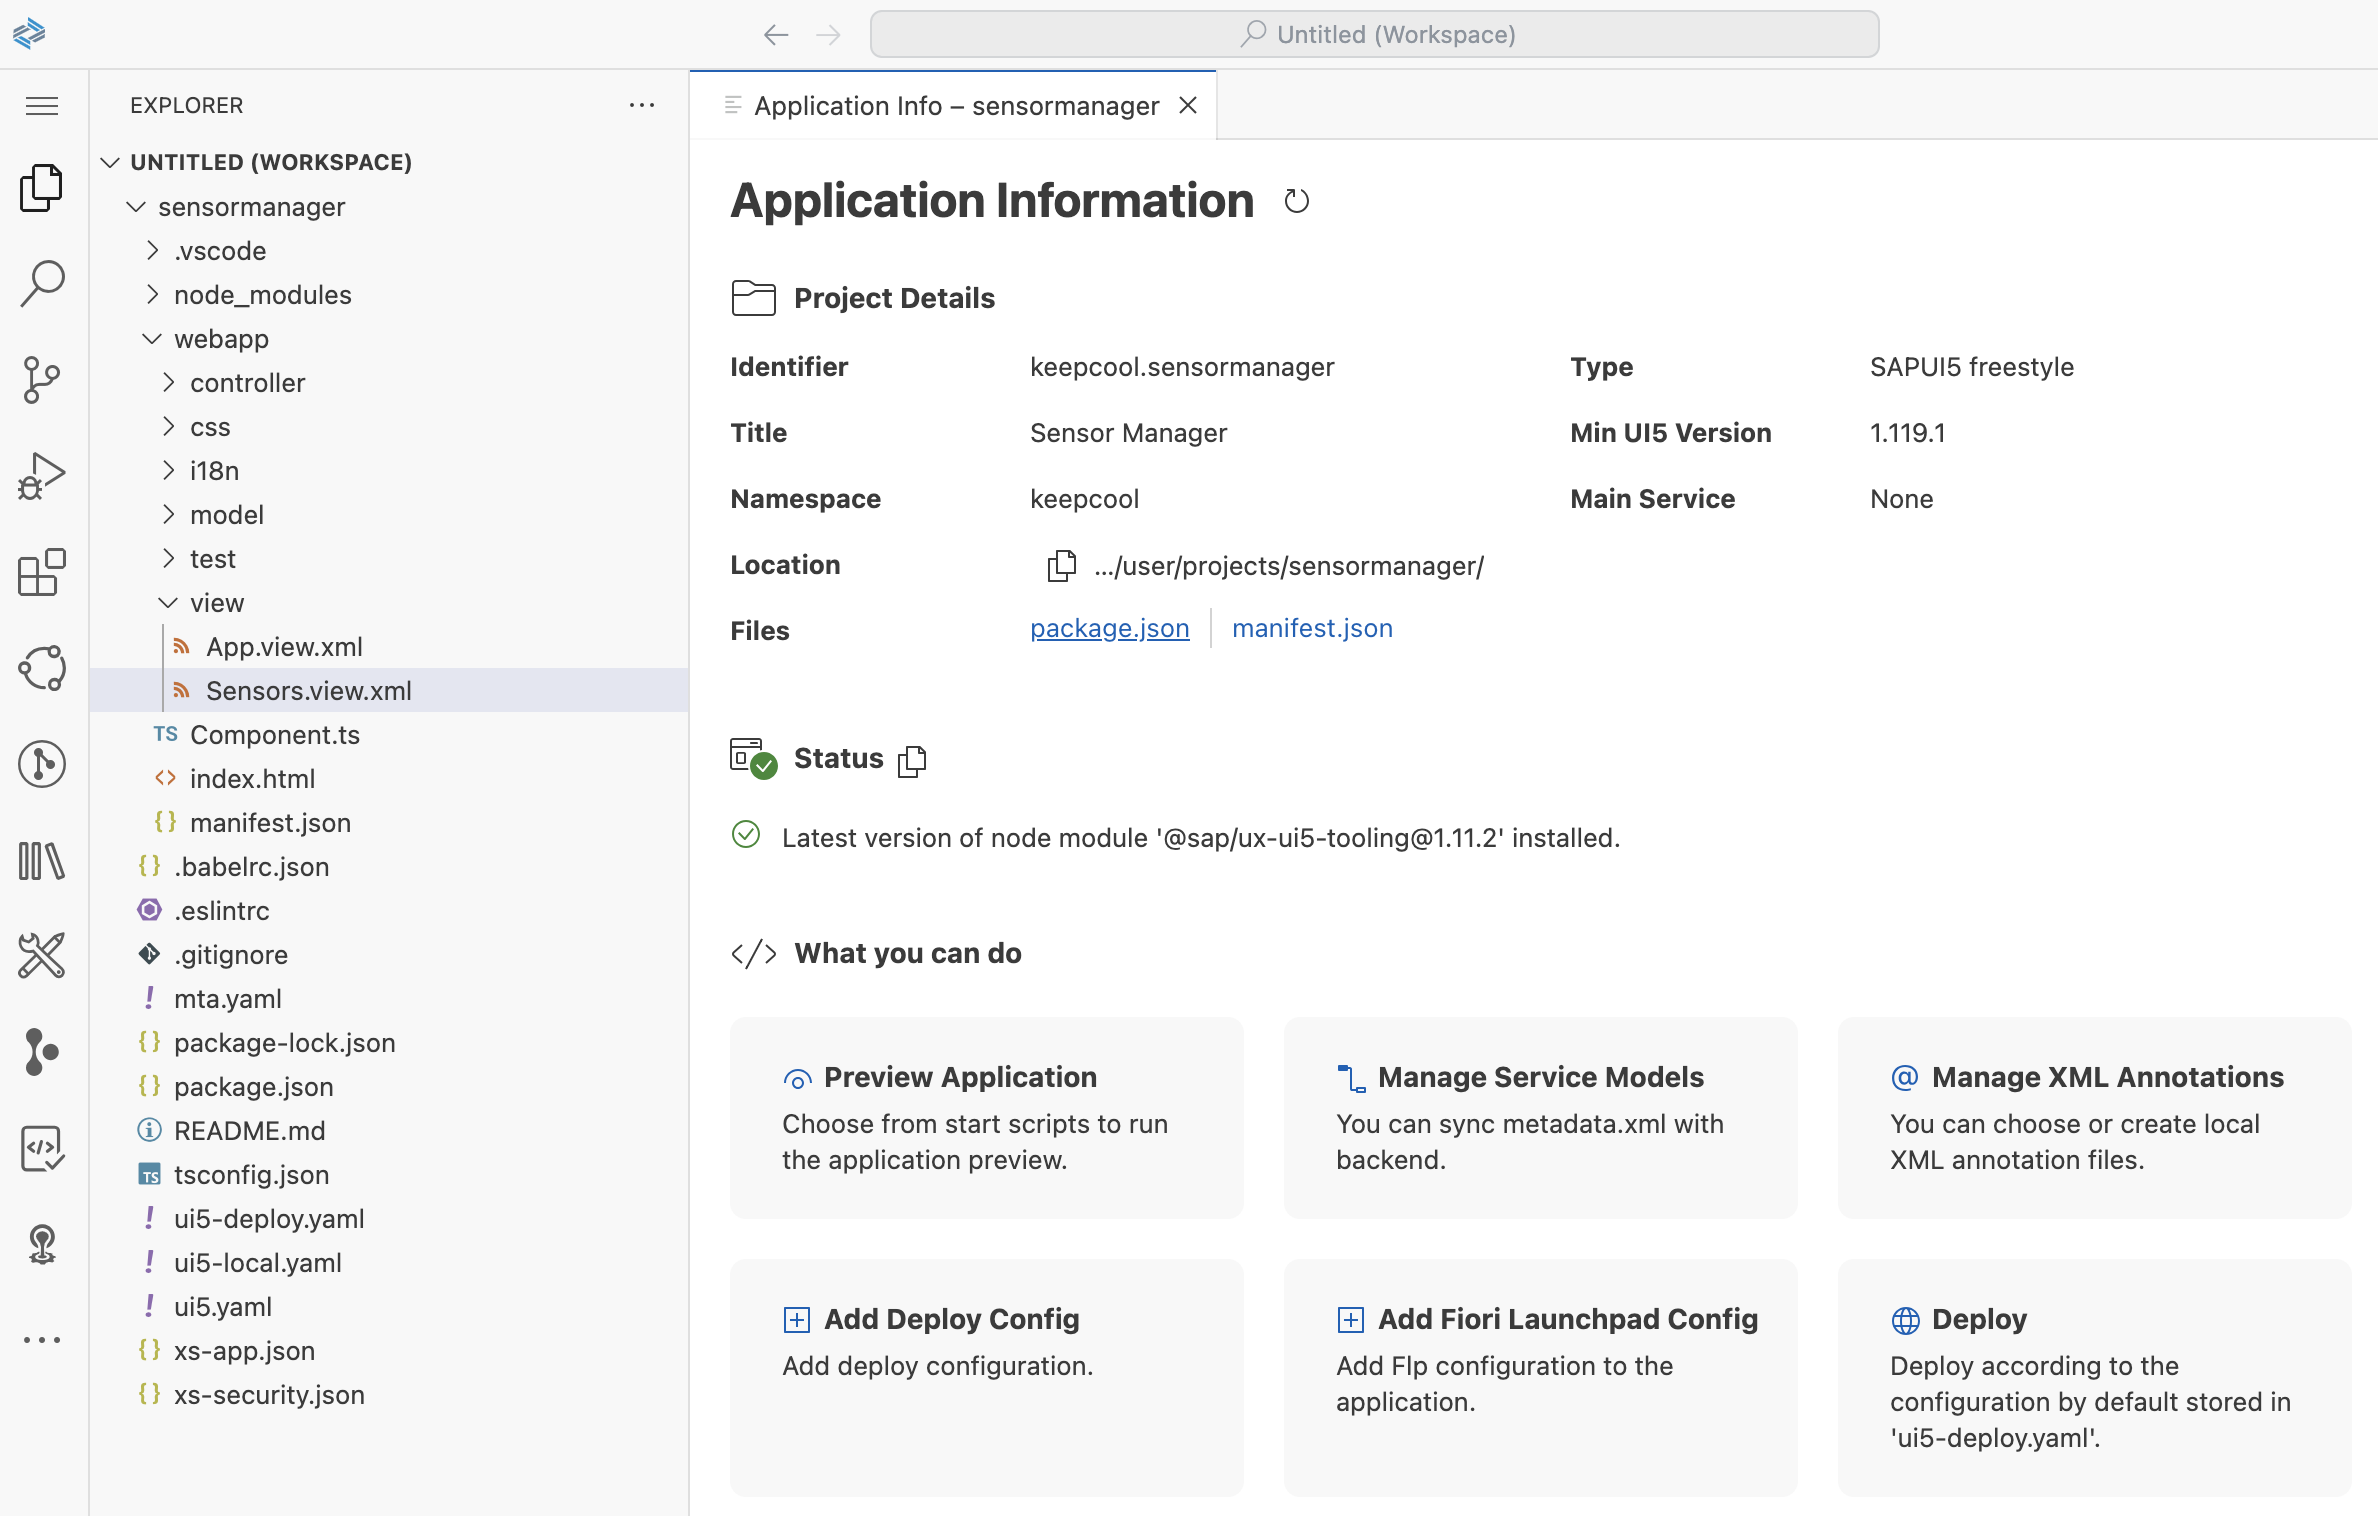 Untitled (Workspace)
EXPLORER
UNTITLED (WORKSPACE)
sensormanager
.vscode
node_modules
webapp
controller
css
i18n
model
test
view
App.view.xml
Sensors.view.xml
TS Component.ts
index.html
manifest.json
.babelrc.json
.eslintrc
.gitignore
mta.yaml
package-lock.json
package.json
README.md
TS tsconfig.json
ui5-deploy.yaml
ui5-local.yaml
ui5.yaml
xs-app.json
xs-security.json
Application Info – sensormanager
Application Information
Project Details
Identifier keepcool.sensormanager Type SAPUI5 freestyle
Title Sensor Manager Min UI5 Version 1.119.1
Namespace keepcool Main Service None
Location .../user/projects/sensormanager/
Files package.json manifest.json
Status
Latest version of node module '@sap/ux-ui5-tooling@1.11.2' installed.
What you can do
Preview Application
Choose from start scripts to run
the application preview.
Manage Service Models
You can sync metadata.xml with
backend.
Manage XML Annotations
You can choose or create local
XML annotation files.
Add Deploy Config
Add deploy configuration.
Add Fiori Launchpad Config
Add Flp configuration to the
application.
Deploy
Deploy according to the
configuration by default stored in
'ui5-deploy.yaml'.